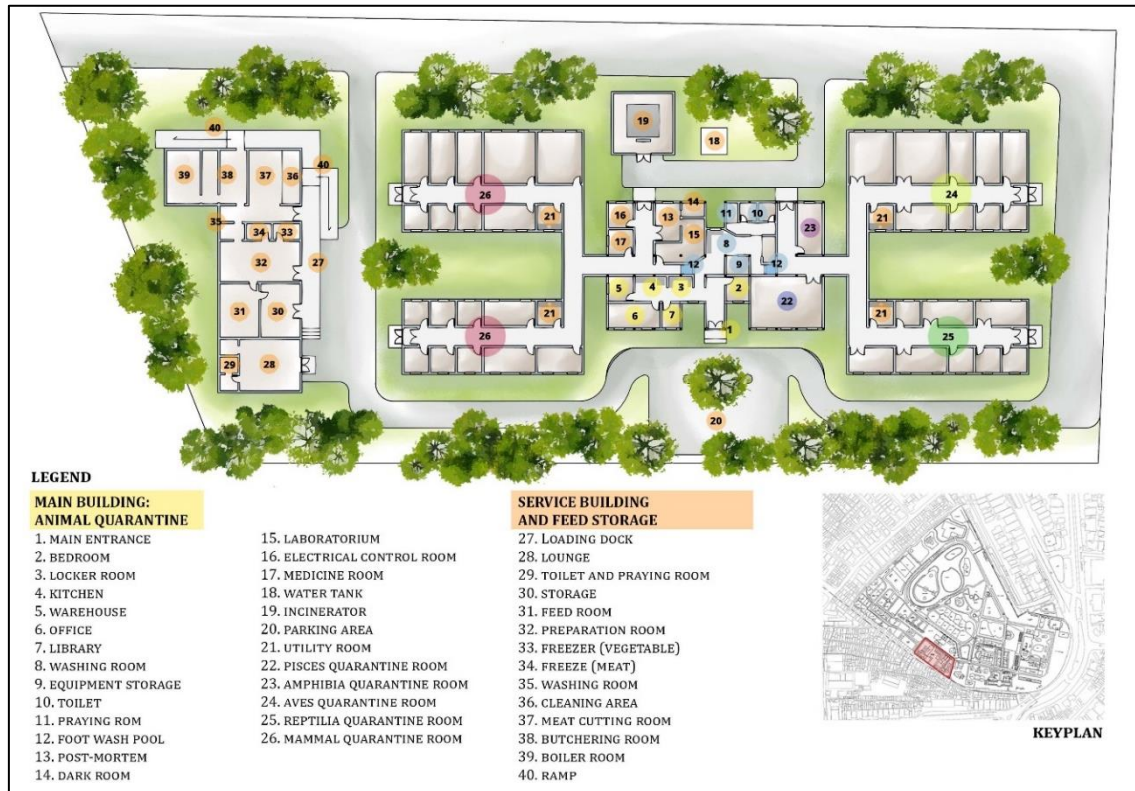 40
19
18
40
39
38
37
36
26
21
16
13
14
11
10
21
24
35
34
33
17
15
8
23
32
27
12
9
12
5
4
3
2
22
31
30
6
7
1
21
26
21
25
29
28
20
LEGEND
MAIN BUILDING:
ANIMAL QUARANTINE
1. MAIN ENTRANCE
2. BEDROOM
3. LOCKER ROOM
4. KITCHEN
5. WAREHOUSE
6. OFFICE
7. LIBRARY
8. WASHING ROOM
9. EQUIPMENT STORAGE
10. TOILET
11. PRAYING ROM
12. FOOT WASH POOL
13. POST-MORTEM
14. DARK ROOM
15. LABORATORIUM
16. ELECTRICAL CONTROL ROOM
17. MEDICINE ROOM
18. WATER TANK
19. INCINERATOR
20. PARKING AREA
21. UTILITY ROOM
22. PISCES QUARANTINE ROOM
23. AMPHIBIA QUARANTINE ROOM
24. AVES QUARANTINE ROOM
25. REPTILIA QUARANTINE ROOM
26. MAMMAL QUARANTINE ROOM
SERVICE BUILDING
AND FEED STORAGE
27. LOADING DOCK
28. LOUNGE
29. TOILET AND PRAYING ROOM
30. STORAGE
31. FEED ROOM
32. PREPARATION ROOM
33. FREEZER (VEGETABLE)
34. FREEZE (MEAT)
35. WASHING ROOM
36. CLEANING AREA
37. MEAT CUTTING ROOM
38. BUTCHERING ROOM
39. BOILER ROOM
40. RAMP
KEYPLAN